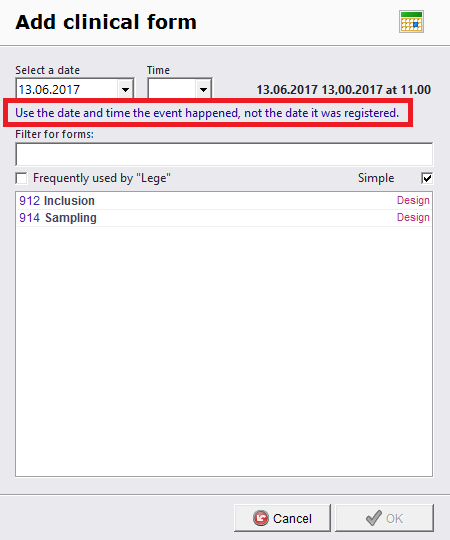 Add clinical form
Select a date
Time
13.06.2017
13.06.2017 13,00.2017 at 11.00
Use the date and time the event happened, not the date it was registered.
Filter for forms:
Frequently used by "Lege"
Simple
912 Inclusion Design
914 Sampling Design
Cancel
OK